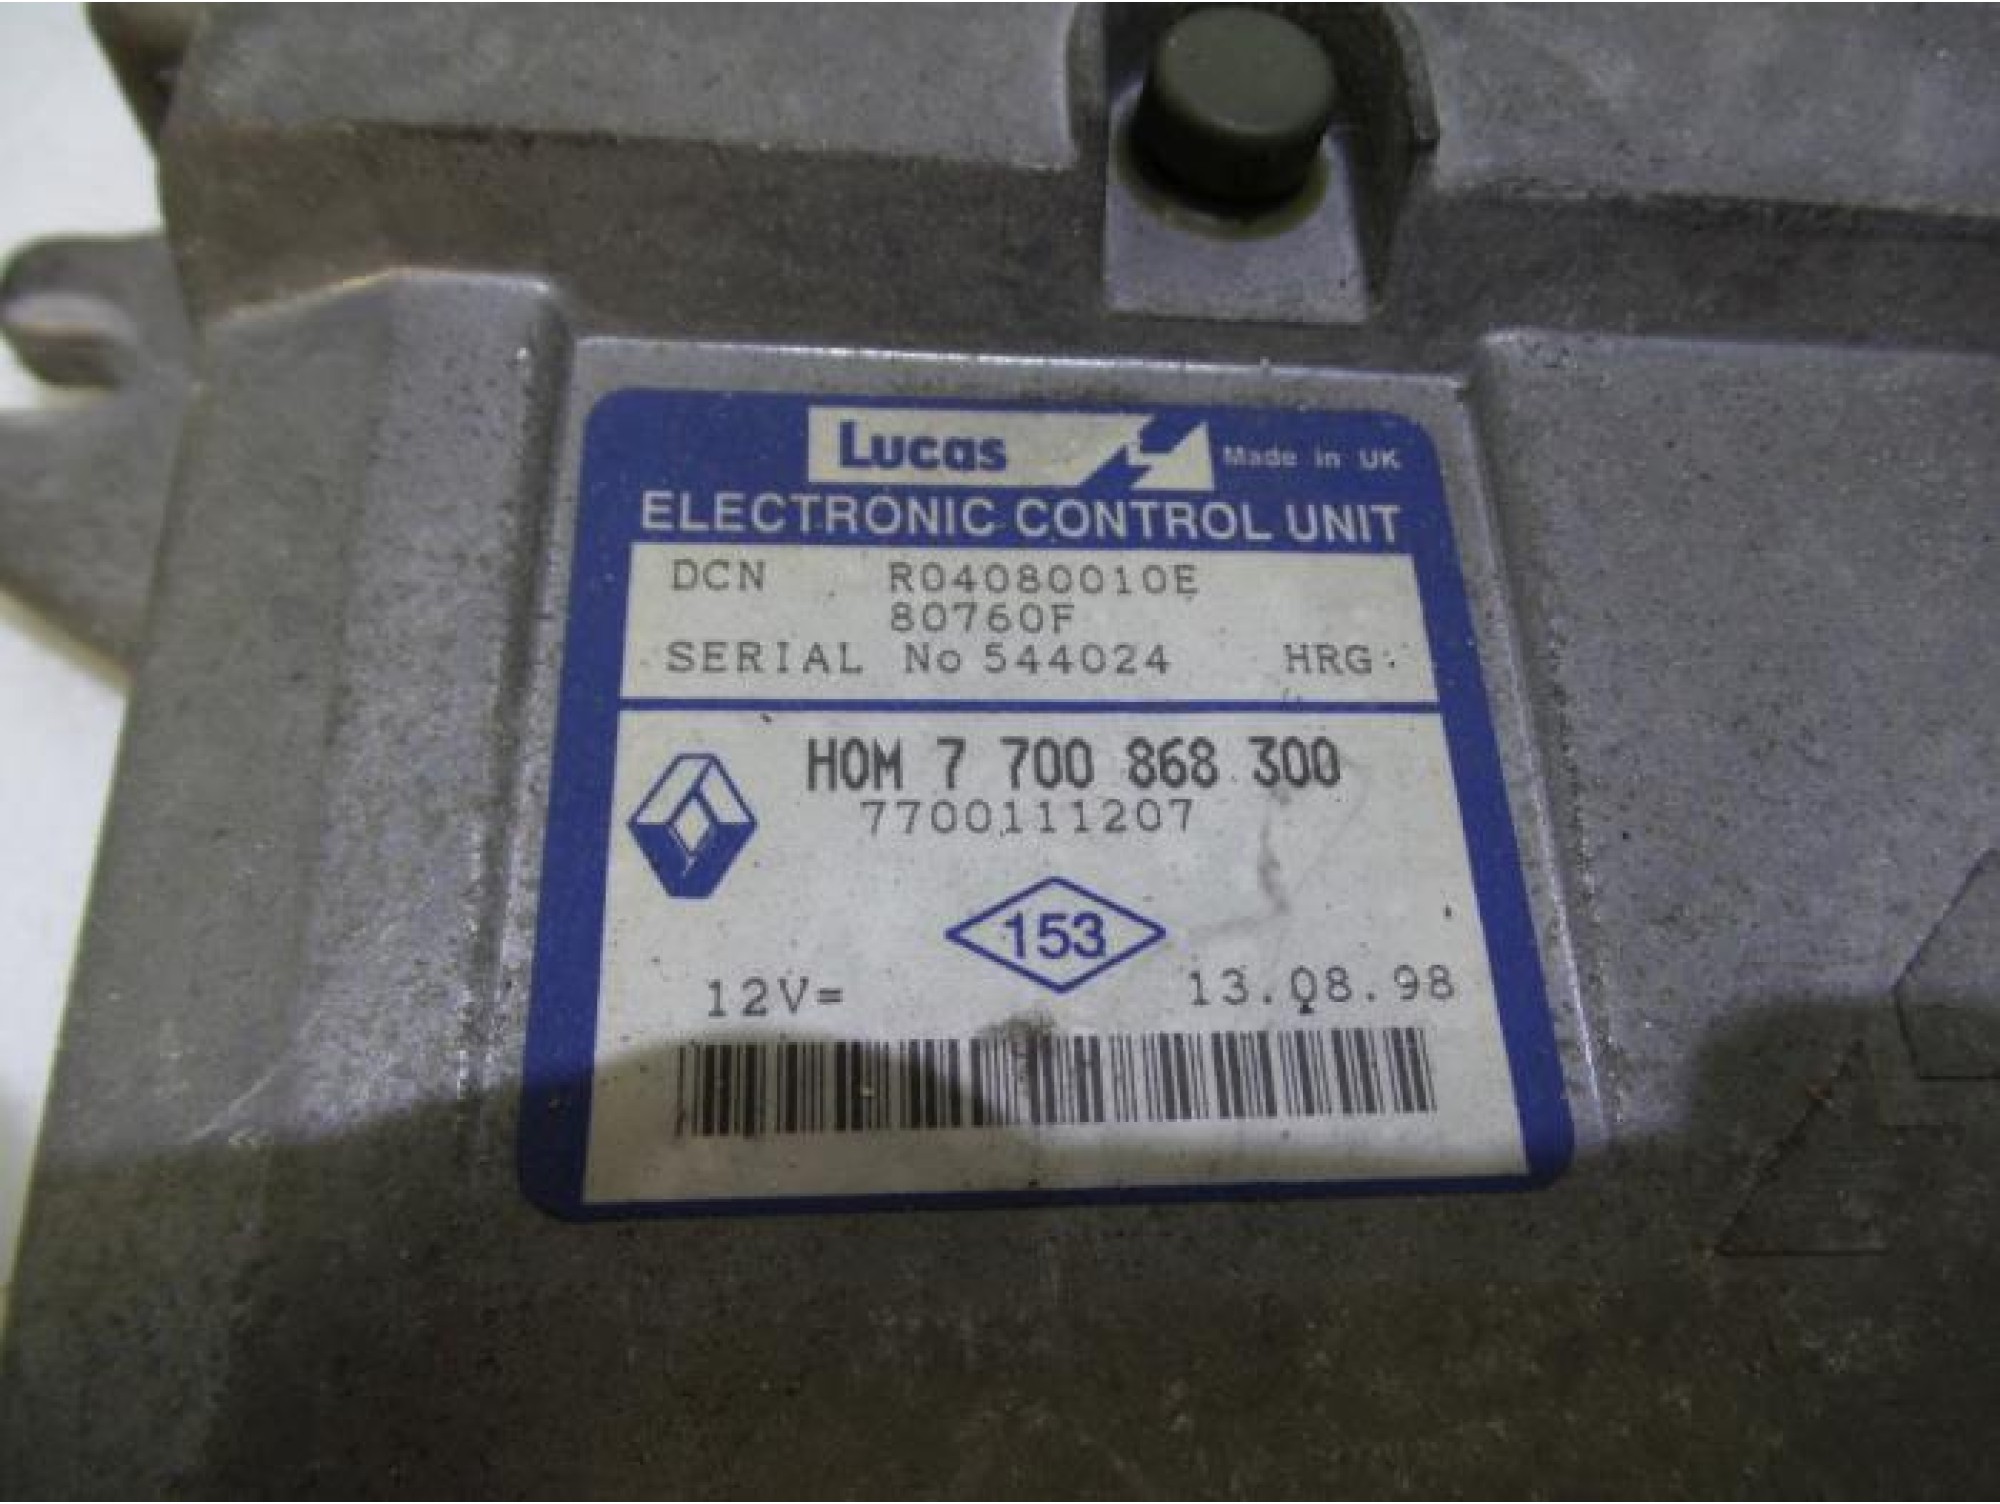 Lucas Made in UK
ELECTRONIC CONTROL UNIT
DCN R04080010E
80760F
SERIAL No 544024 HRG
HOM 7 700 868 300
7700111207
153
12V= 13.08.98